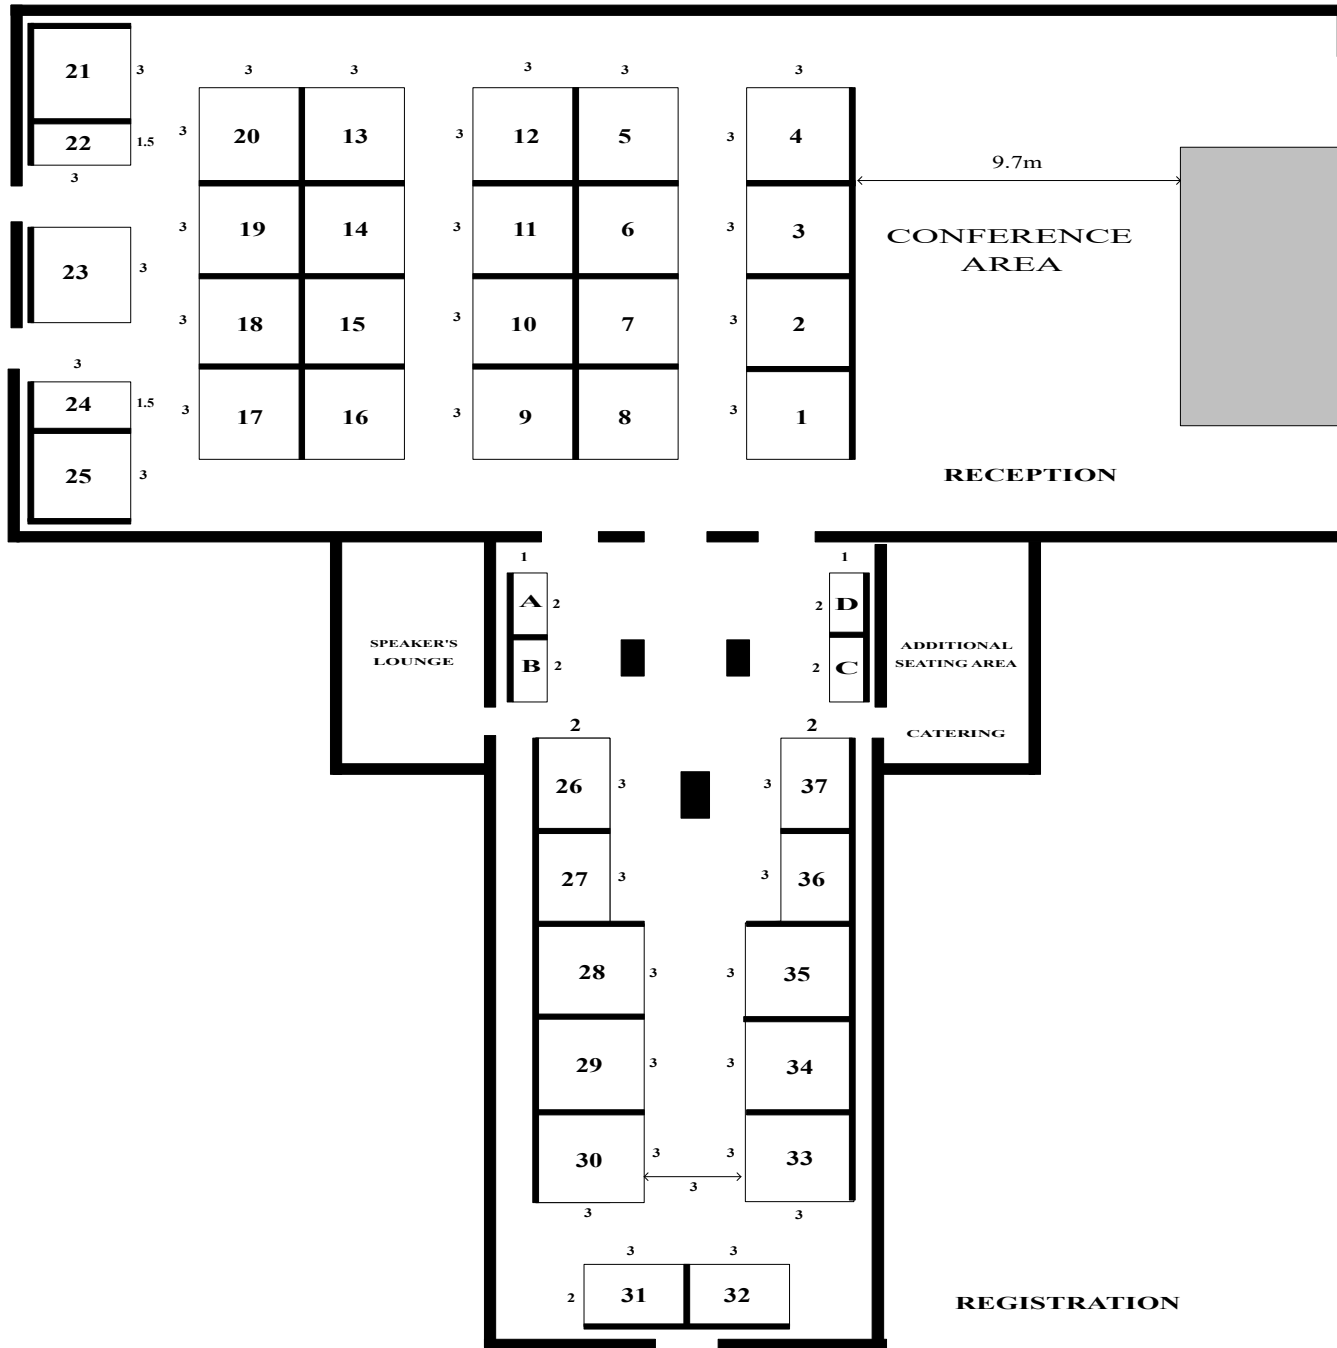 3 3 3 3 3
21 3
3 20 13 3 12 5 3 4
22 1.5
3
9.7m
3 19 14 3 11 6 3 3
CONFERENCE
AREA
23 3
3 18 15 3 10 7 3 2
3
24 1.5
3 17 16 3 9 8 3 1
25 3
RECEPTION
1 1
A 2 2 D
SPEAKER'S
LOUNGE
B 2 2 C
ADDITIONAL
SEATING AREA
CATERING
2 2
26 3 3 37
27 3 3 36
28 3 3 35
29 3 3 34
30 3 3 33
3
3 3
3 3
2 31 32
REGISTRATION